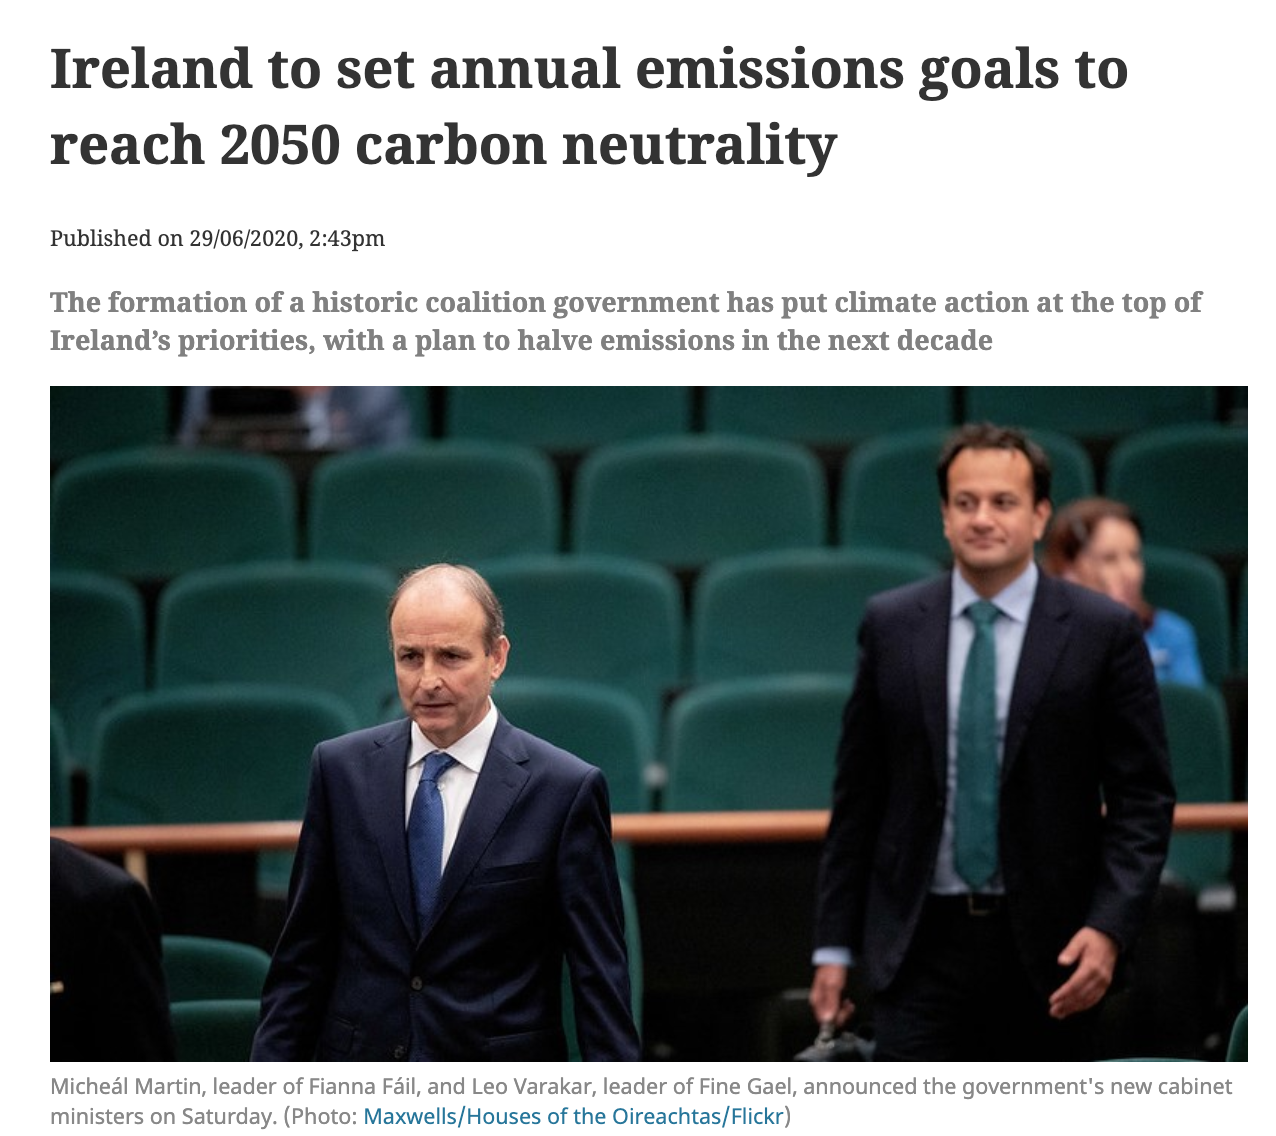 Ireland to set annual emissions goals to
reach 2050 carbon neutrality
Published on 29/06/2020, 2:43pm
The formation of a historic coalition government has put climate action at the top of
Ireland’s priorities, with a plan to halve emissions in the next decade
Micheál Martin, leader of Fianna Fáil, and Leo Varakar, leader of Fine Gael, announced the government's new cabinet
ministers on Saturday. (Photo: Maxwells/Houses of the Oireachtas/Flickr)